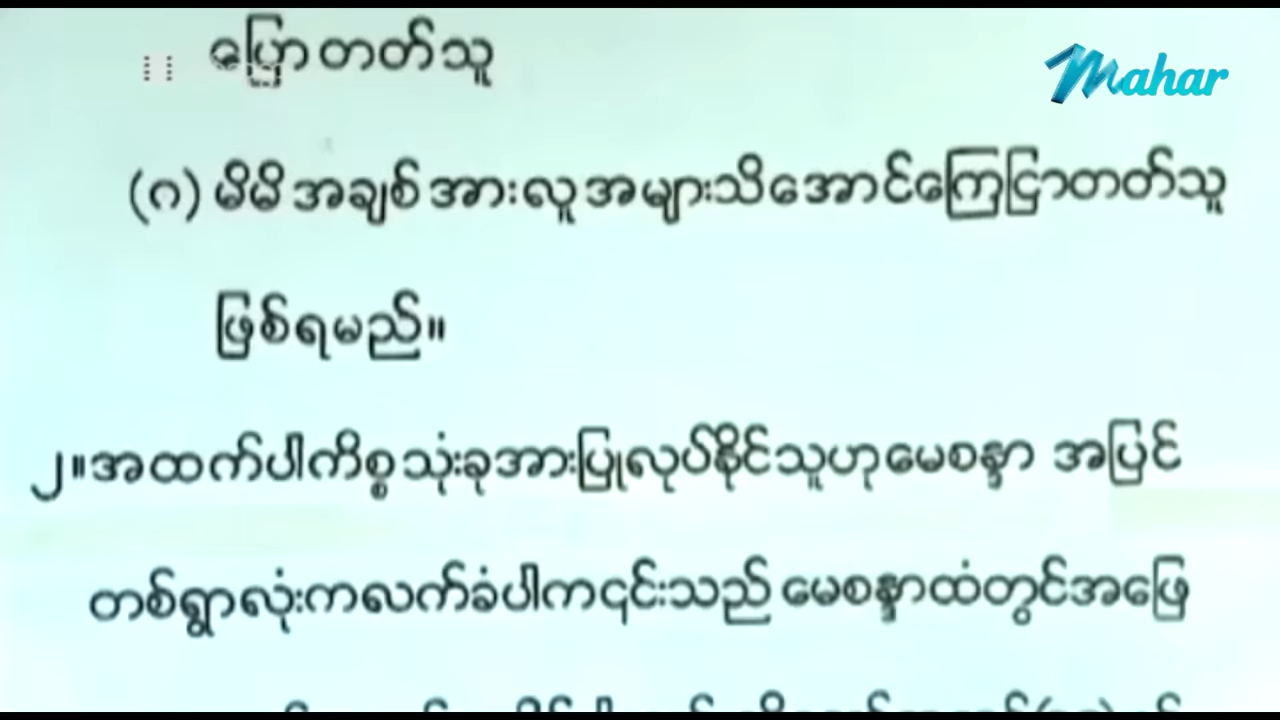 ပြောတတ်သူ
Mahar
(ဂ) မိမိအချစ်အားလူအများသိအောင်ကြေငြာတတ်သူ
ဖြစ်ရမည်။
၂။အထက်ပါကိစ္စသုံးခုအားပြုလုပ်နိုင်သူဟုမေစန္ဒာ အပြင်
တစ်ရွာလုံးကလက်ခံပါက၎င်းသည် မေစန္ဒာထံတွင်အဖြေ